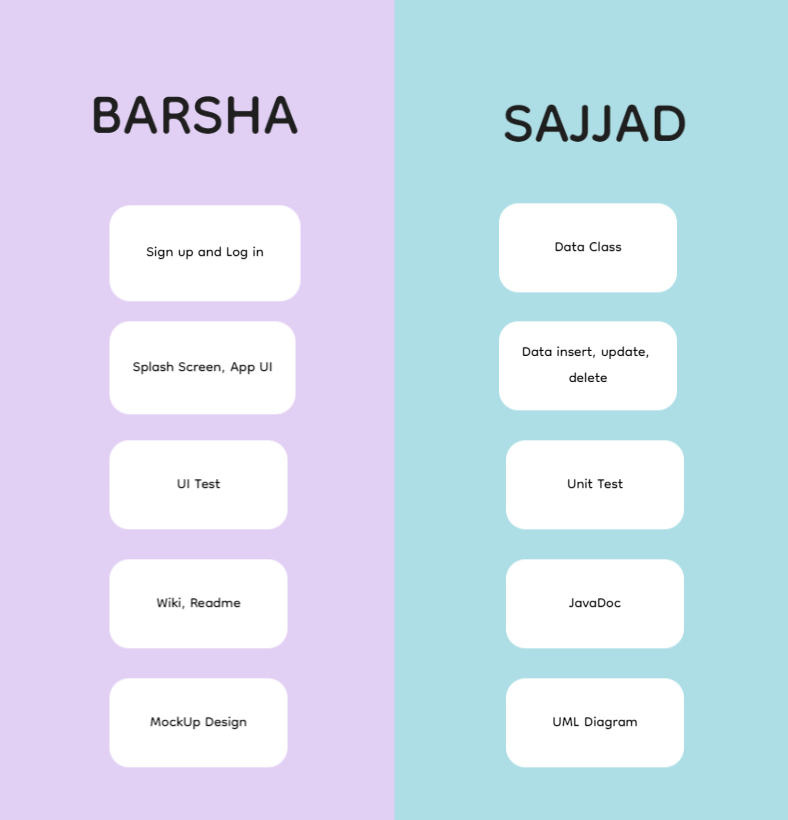 BARSHA
Sign up and Log in
Splash Screen, App UI
UI Test
Wiki, Readme
MockUp Design
SAJJAD
Data Class
Data insert, update,
delete
Unit Test
JavaDoc
UML Diagram